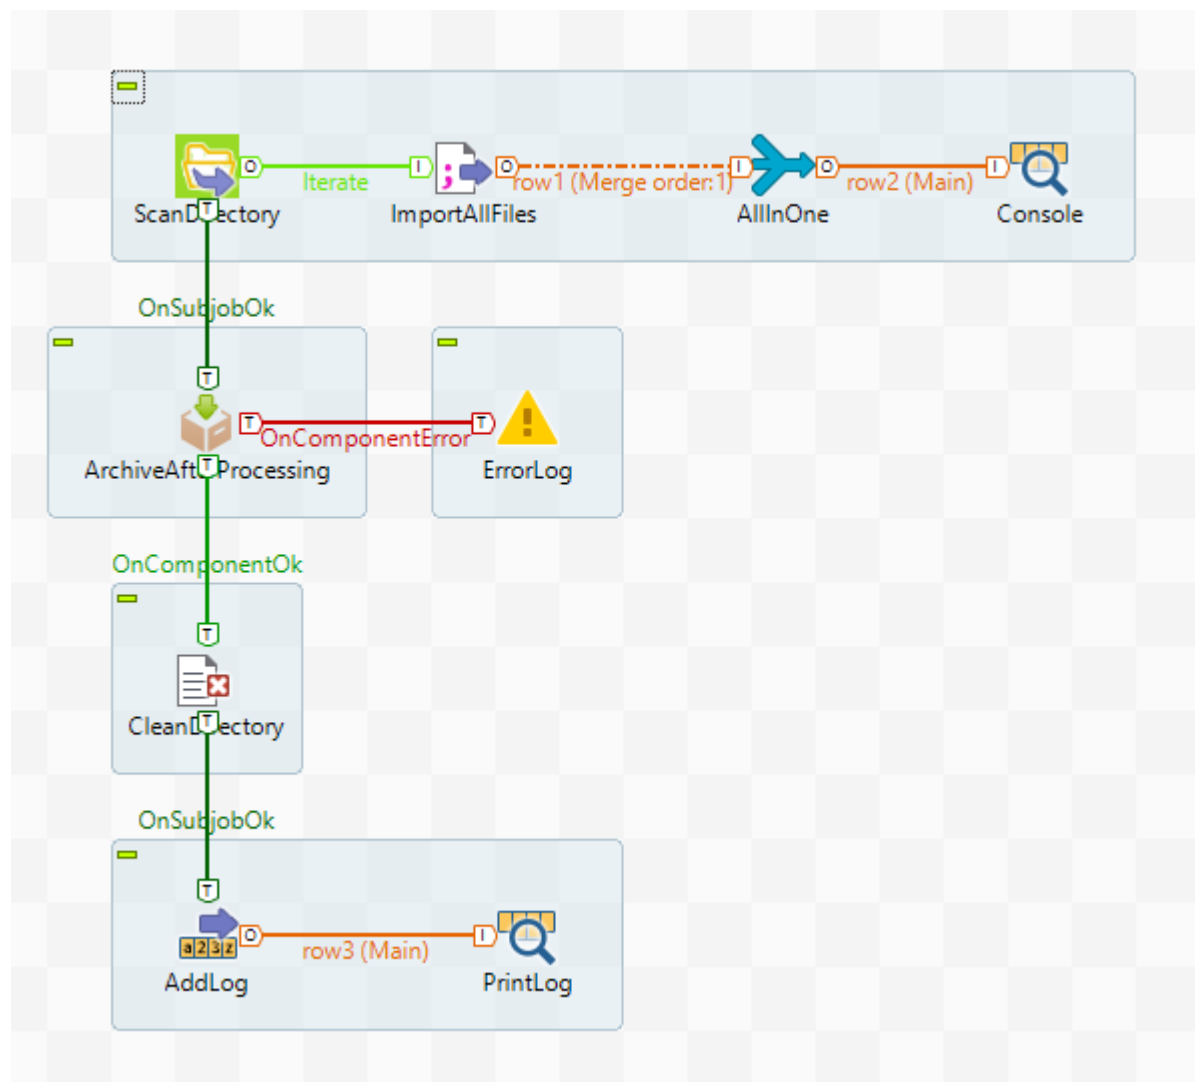 O Iterate I O row1 (Merge order:1) I O row2 (Main) I
ScanDirectory ImportAllFiles AllInOne Console
T
OnSubjobOk
T
T OnComponentError T
ArchiveAfterProcessing ErrorLog
T
OnComponentOk
T
CleanDirectory
T
OnSubjobOk
T
a23z O row3 (Main) I
AddLog PrintLog